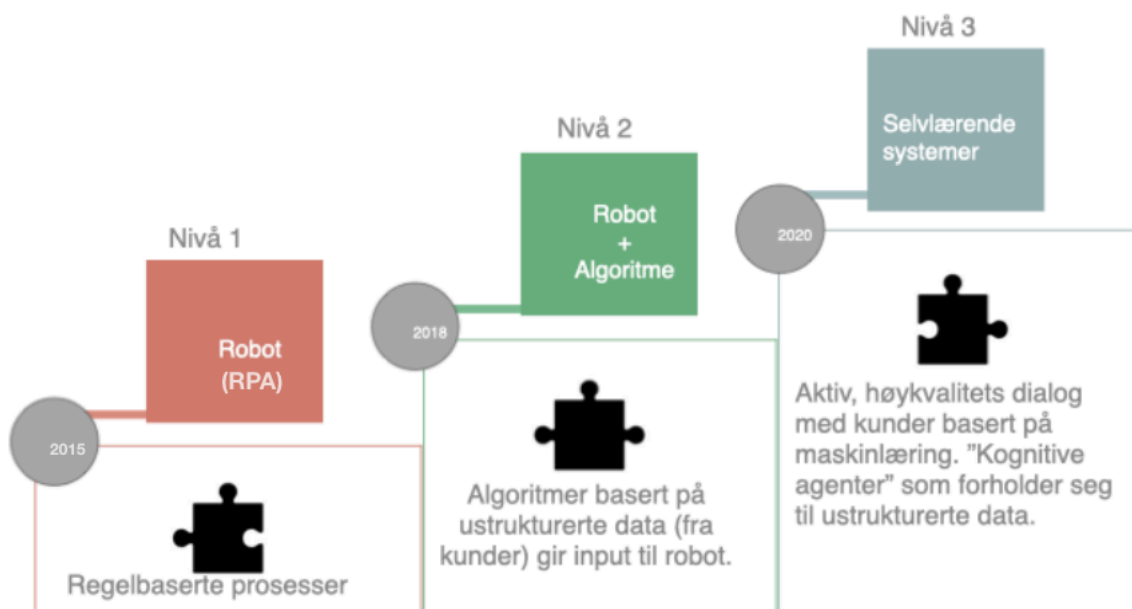 Nivå 1
Robot
(RPA)
2015
Regelbaserte prosesser
Nivå 2
Robot
+
Algoritme
2018
Algoritmer basert på
ustrukturerte data (fra
kunder) gir input til robot.
Nivå 3
Selvlærende
systemer
2020
Aktiv, høykvalitets dialog
med kunder basert på
maskinlæring. ”Kognitive
agenter” som forholder seg
til ustrukturerte data.